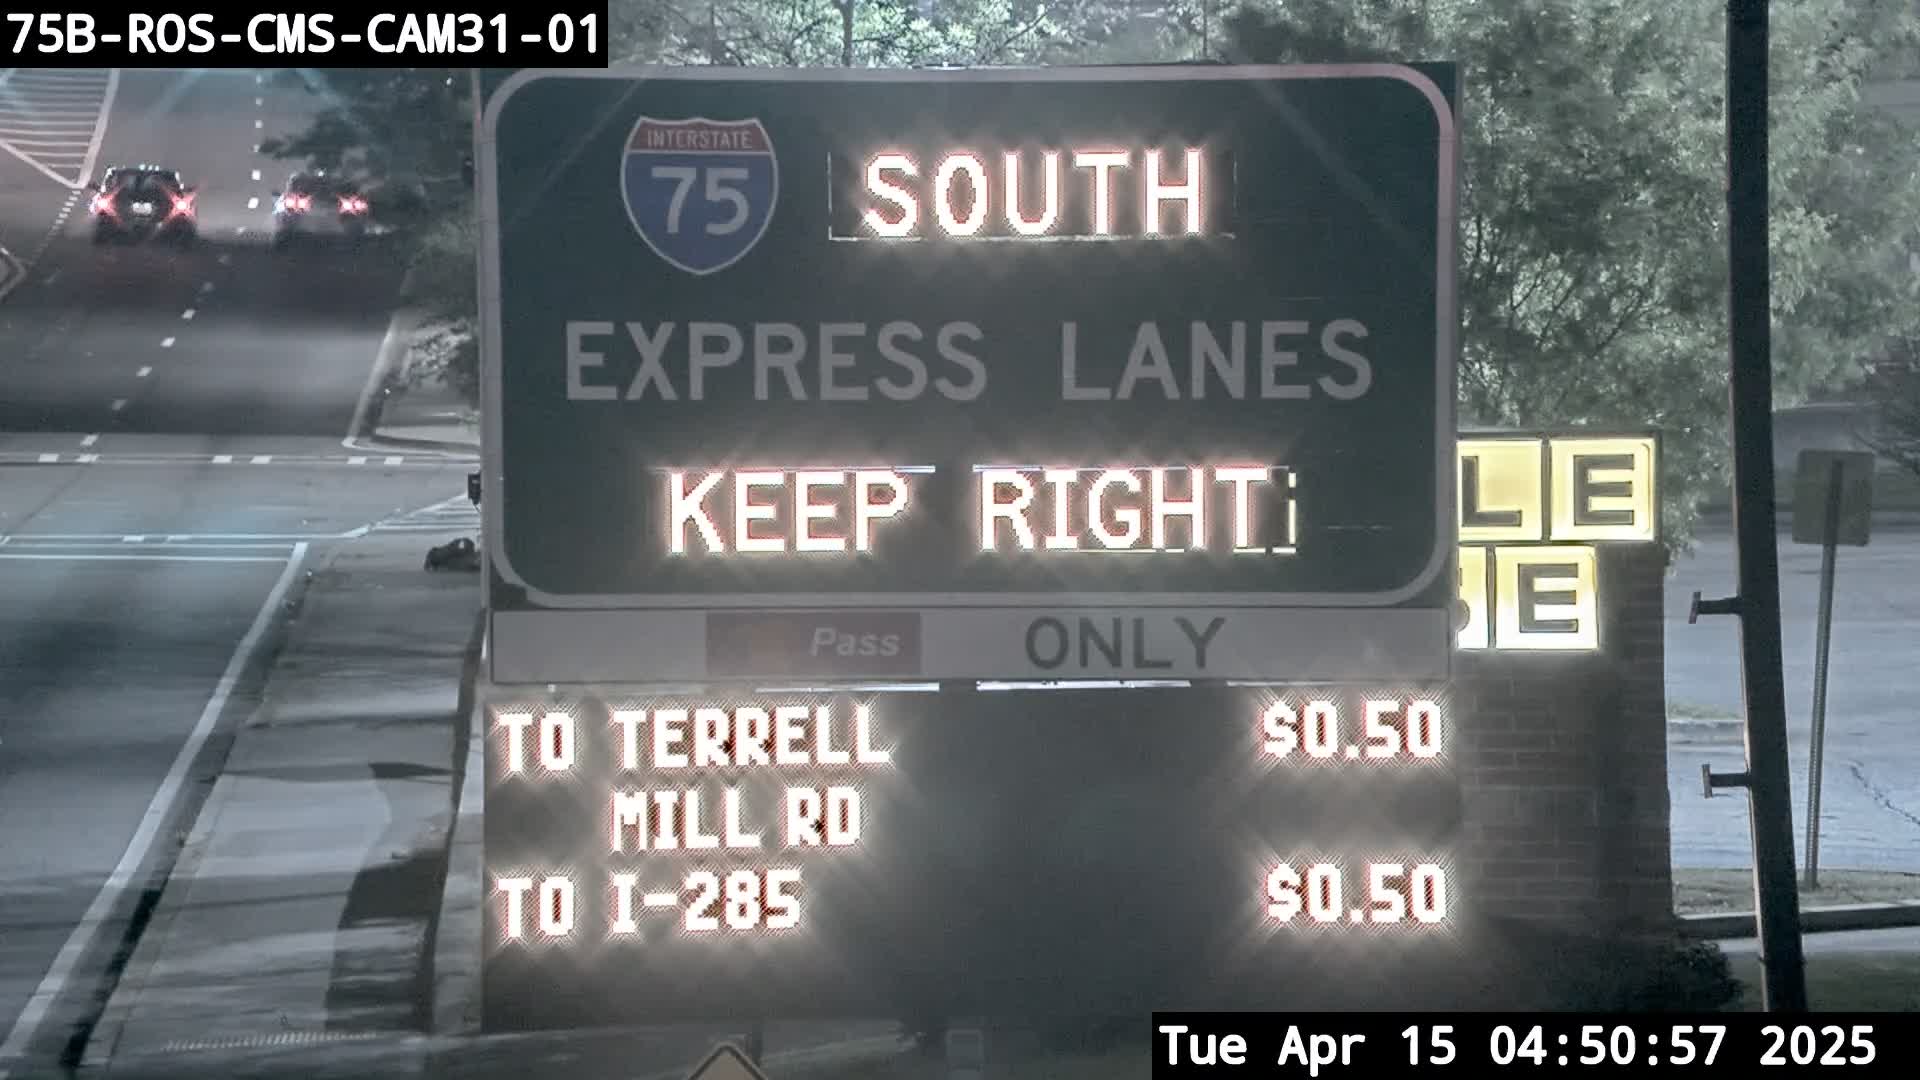 75B-ROS-CMS-CAM31-01
INTERSTATE
75
SOUTH
EXPRESS LANES
KEEP RIGHT
Pass ONLY
TO TERRELL $0.50
MILL RD
TO I-285 $0.50
LE
E
Tue Apr 15 04:50:57 2025